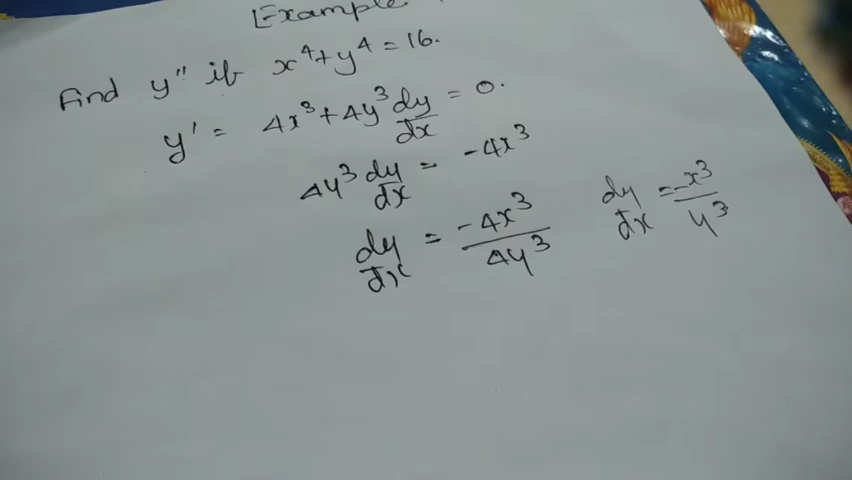 Example
Find y'' if x⁴+y⁴=16.
y' = 4x³+4y³ dy/dx = 0.
4y³ dy/dx = -4x³
dy/dx = -4x³/4y³ dy/dx = -x³/y³